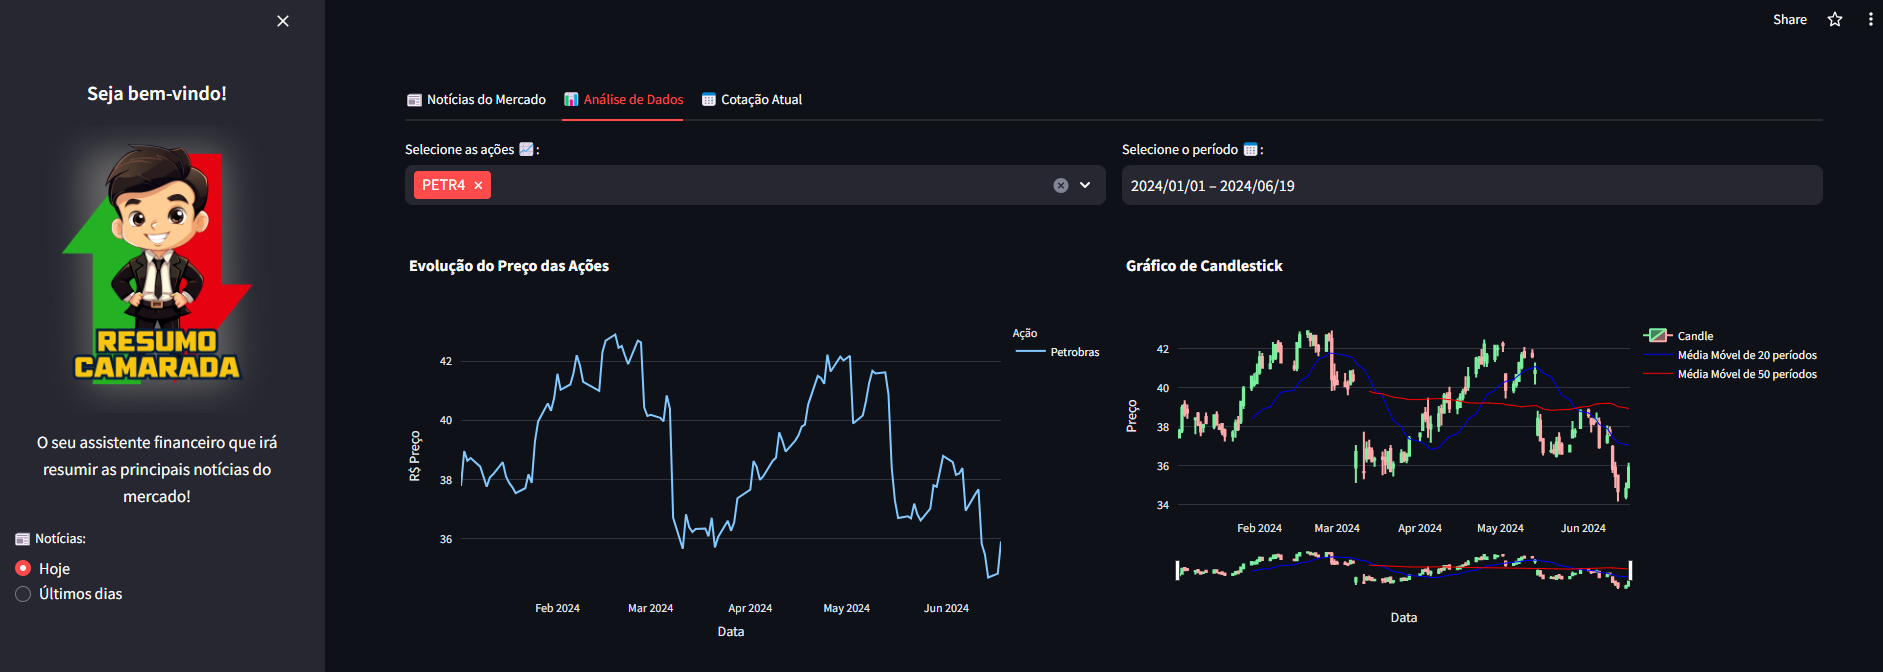 Share
Seja bem-vindo!
RESUMO
CAMARADA
O seu assistente financeiro que irá
resumir as principais notícias do
mercado!
Notícias:
Hoje
Últimos dias
Notícias do Mercado
Análise de Dados
Cotação Atual
Selecione as ações :
PETR4
Selecione o período :
2024/01/01 – 2024/06/19
Evolução do Preço das Ações
Ação
Petrobras
R$ Preço
42
40
38
36
Feb 2024
Mar 2024
Apr 2024
May 2024
Jun 2024
Data
Gráfico de Candlestick
Candle
Média Móvel de 20 períodos
Média Móvel de 50 períodos
Preço
42
40
38
36
34
Feb 2024
Mar 2024
Apr 2024
May 2024
Jun 2024
Data